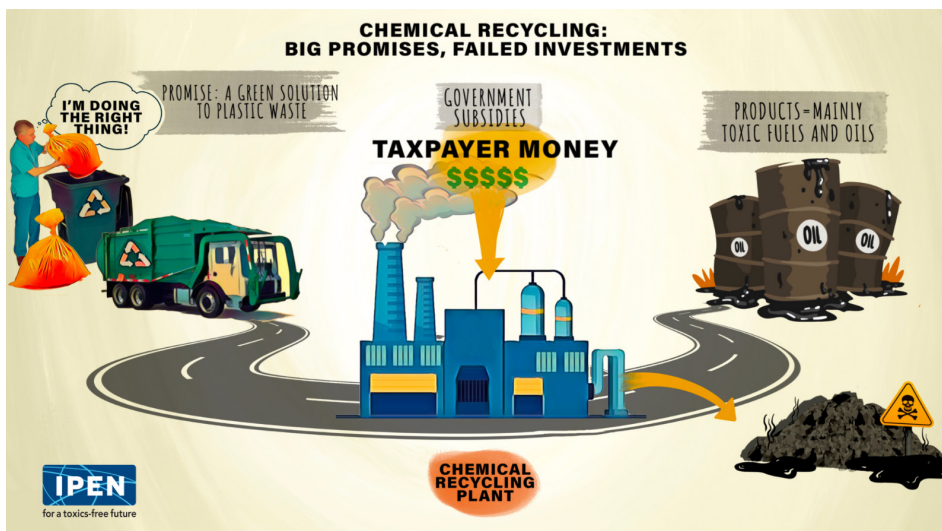 CHEMICAL RECYCLING:
BIG PROMISES, FAILED INVESTMENTS
I'M DOING
THE RIGHT
THING!
PROMISE: A GREEN SOLUTION
TO PLASTIC WASTE
GOVERNMENT
SUBSIDIES
TAXPAYER MONEY
$$$$$
PRODUCTS=MAINLY
TOXIC FUELS AND OILS
OIL
OIL
OIL
CHEMICAL
RECYCLING
PLANT
IPEN
for a toxics-free future